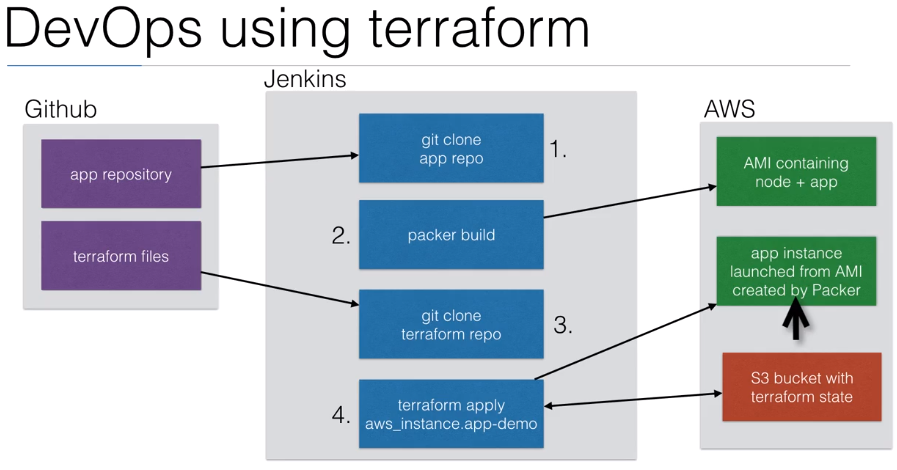 DevOps using terraform
Github
app repository
terraform files
Jenkins
git clone
app repo
1.
2.
packer build
git clone
terraform repo
3.
4.
terraform apply
aws_instance.app-demo
AWS
AMI containing
node + app
app instance
launched from AMI
created by Packer
S3 bucket with
terraform state